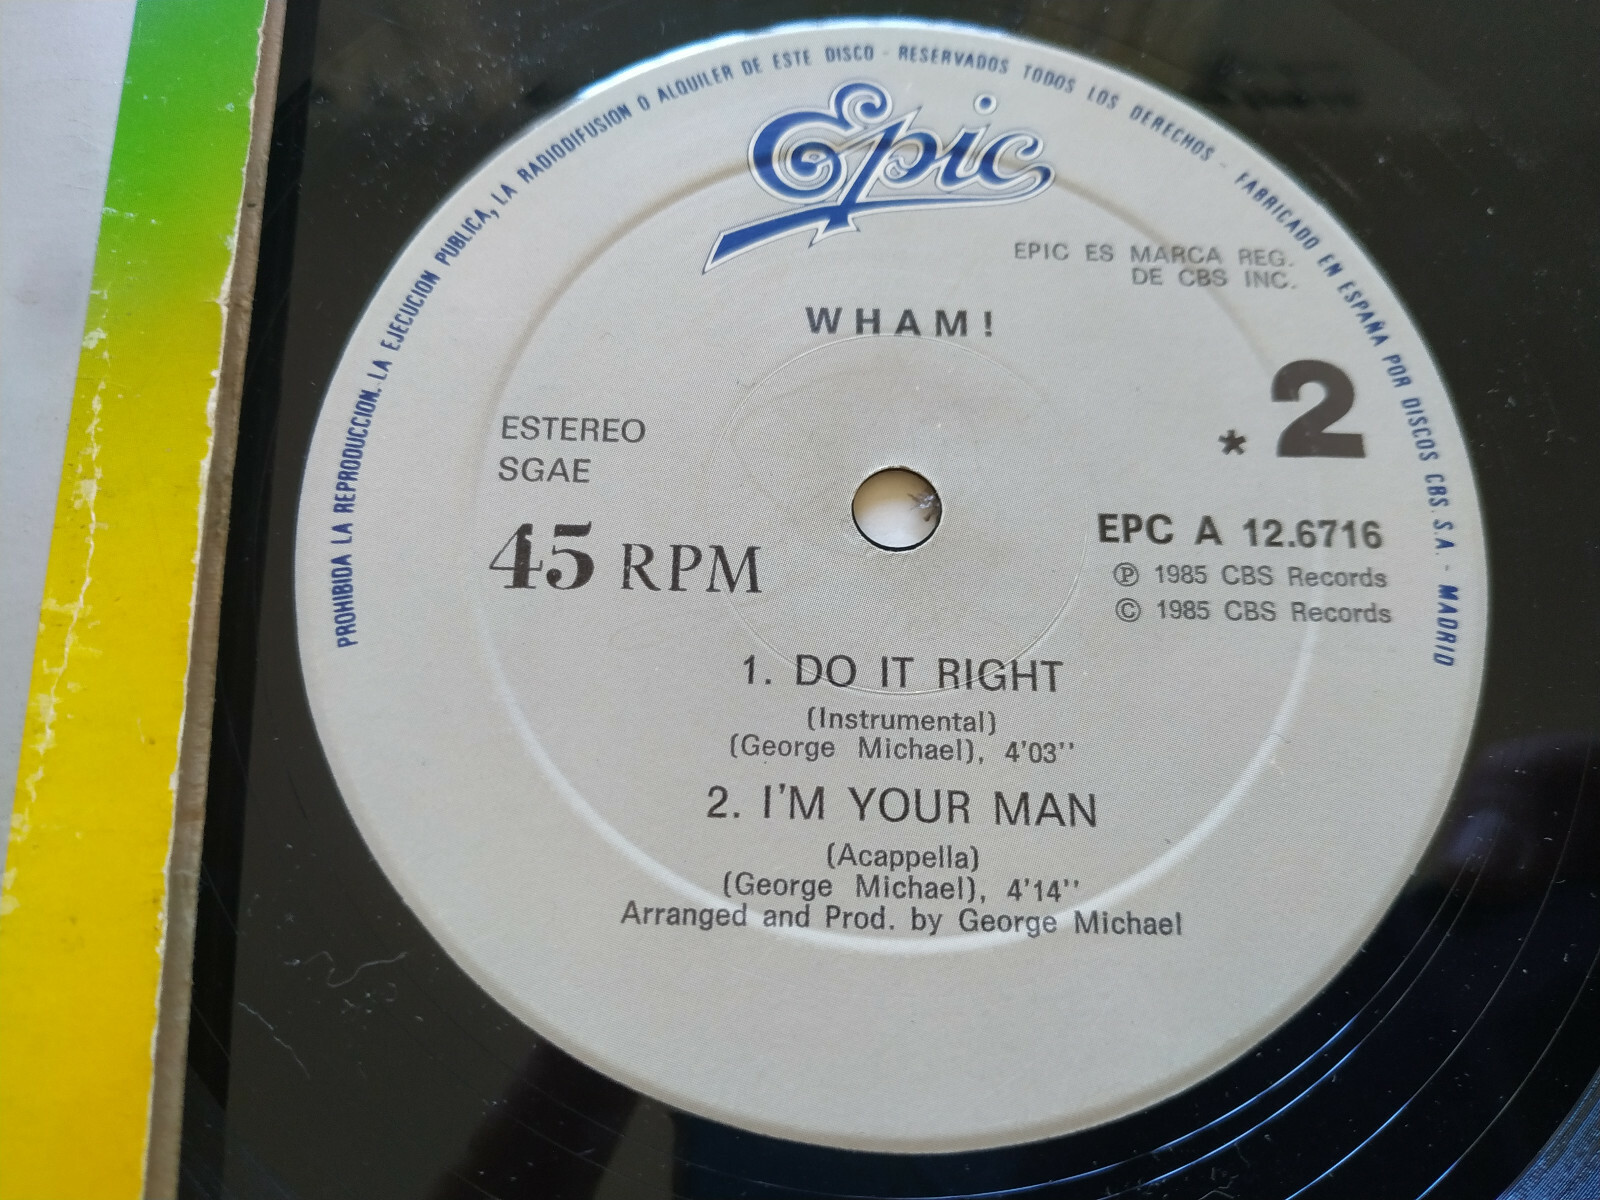 PROHIBIDA LA REPRODUCCION. LA EJECUCION PUBLICA, LA RADIODIFUSION O ALQUILER DE ESTE DISCO - RESERVADOS TODOS LOS DERECHOS - FABRICADO EN ESPAÑA POR DISCOS CBS. S.A. - MADRID
Epic
EPIC ES MARCA REG.
DE CBS INC.
WHAM!
* 2
ESTEREO
SGAE
45 RPM
EPC A 12.6716
℗ 1985 CBS Records
© 1985 CBS Records
1. DO IT RIGHT
(Instrumental)
(George Michael), 4'03''
2. I'M YOUR MAN
(Acappella)
(George Michael), 4'14''
Arranged and Prod. by George Michael